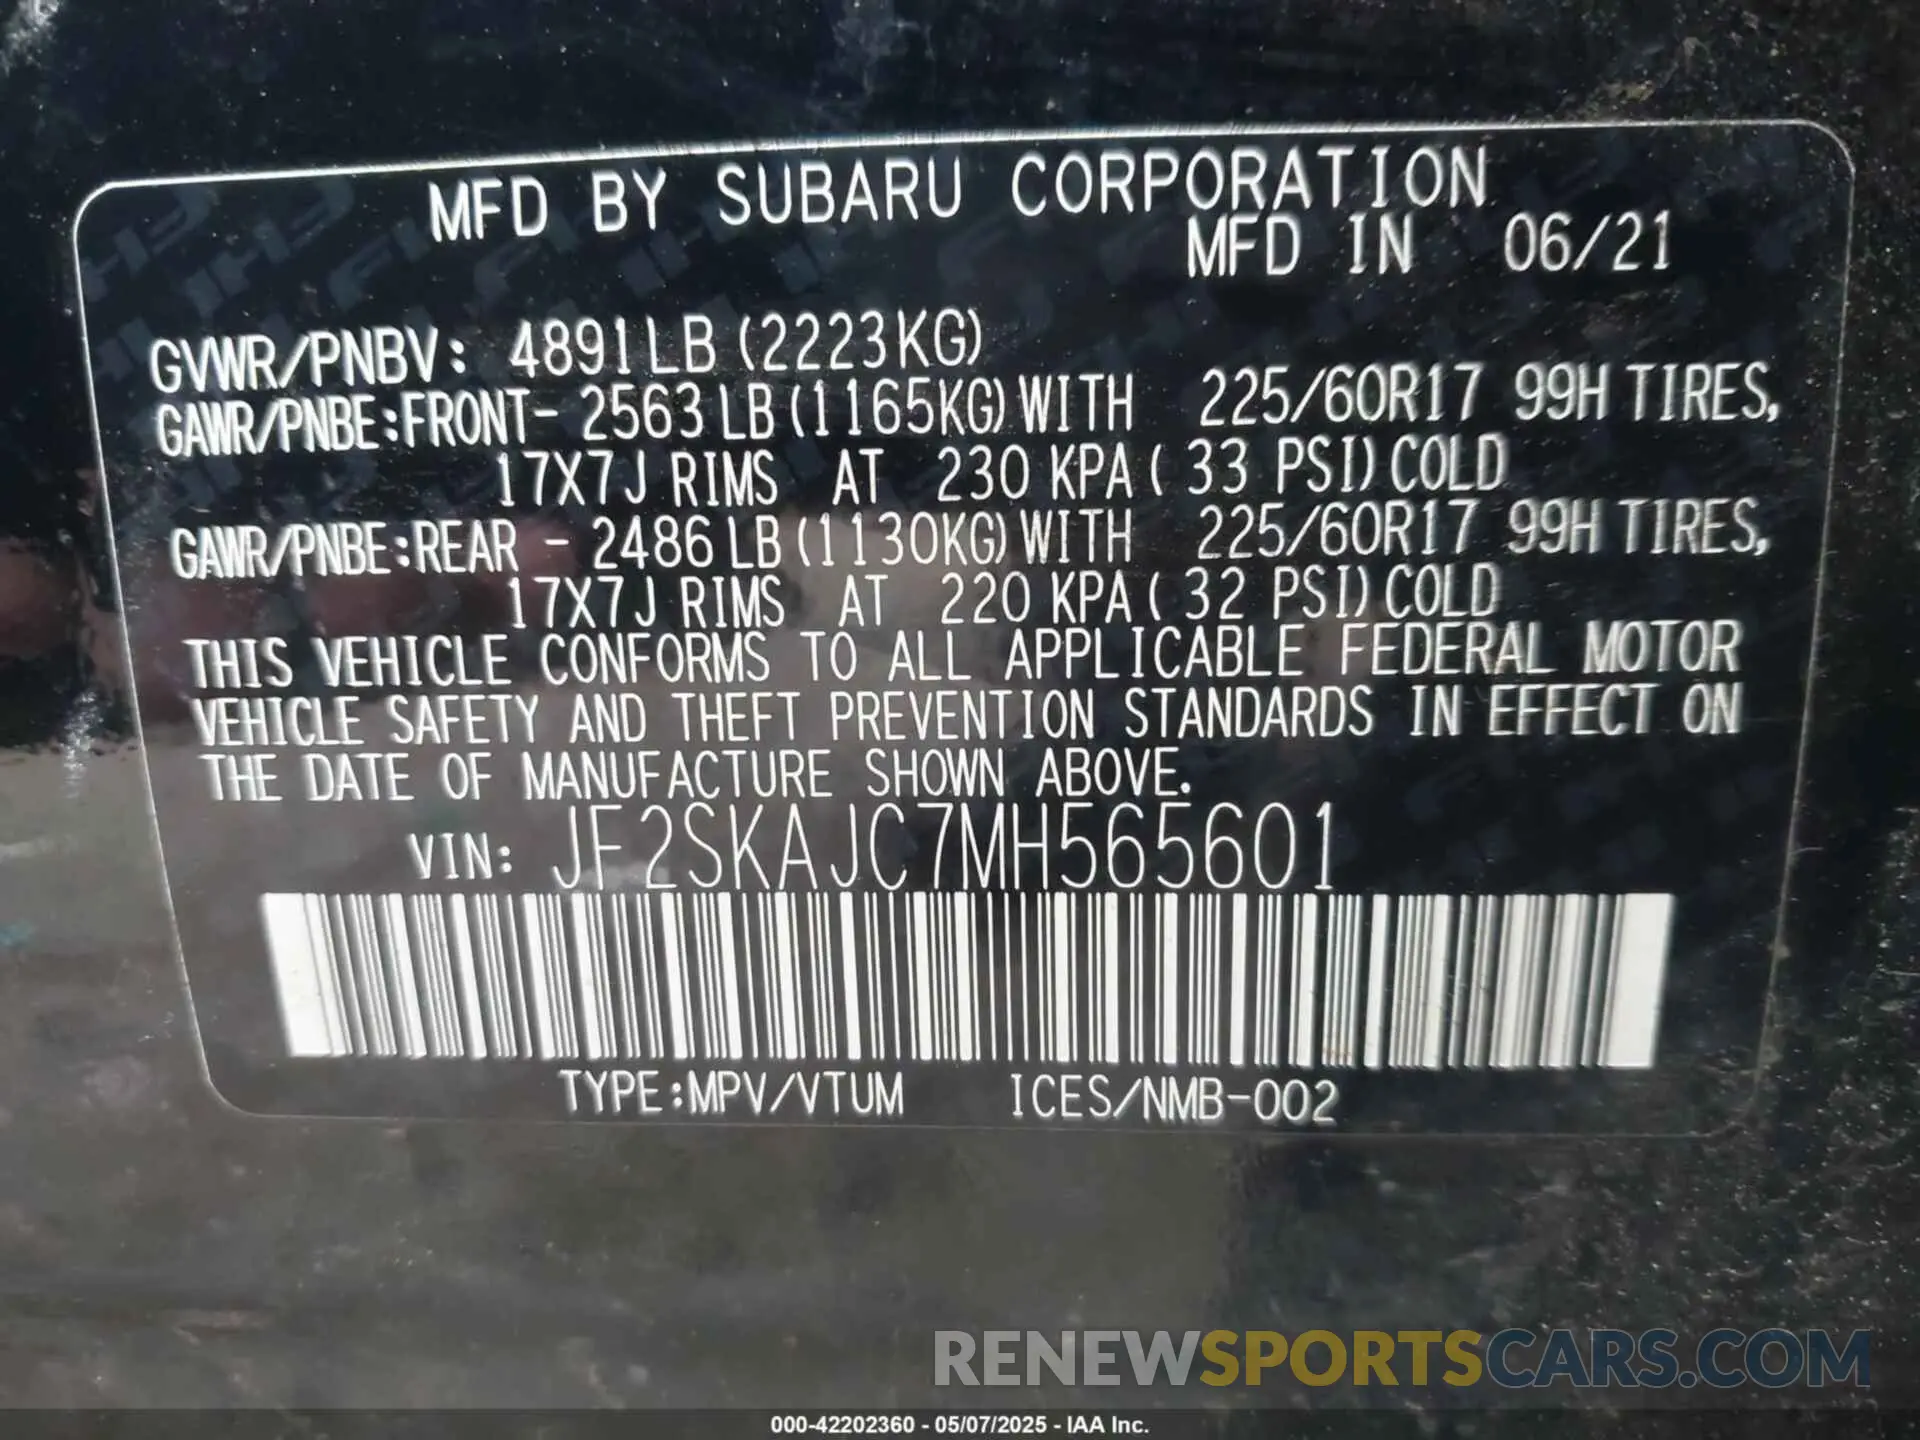 MFD BY SUBARU CORPORATION
MFD IN 06/21
GVWR/PNBV: 4891LB (2223KG)
GAWR/PNBE:FRONT- 2563 LB (1165KG) WITH 225/60R17 99H TIRES,
17X7J RIMS AT 230 KPA ( 33 PSI) COLD
GAWR/PNBE:REAR - 2486 LB (1130KG) WITH 225/60R17 99H TIRES,
17X7J RIMS AT 220 KPA ( 32 PSI) COLD
THIS VEHICLE CONFORMS TO ALL APPLICABLE FEDERAL MOTOR
VEHICLE SAFETY AND THEFT PREVENTION STANDARDS IN EFFECT ON
THE DATE OF MANUFACTURE SHOWN ABOVE.
VIN: JF2SKAJC7MH565601
TYPE:MPV/VTUM ICES/NMB-002
RENEWSPORTSCARS.COM
000-42202360 - 05/07/2025 - IAA Inc.